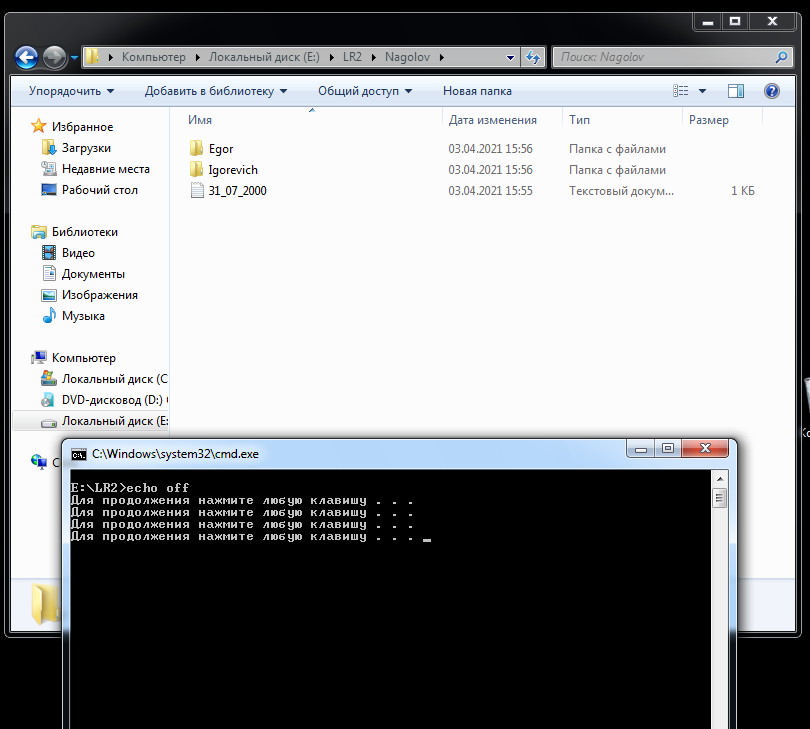 Компьютер Локальный диск (E:) LR2 Nagolov
Поиск: Nagolov
Упорядочить Добавить в библиотеку Общий доступ Новая папка
Имя Дата изменения Тип Размер
Egor 03.04.2021 15:56 Папка с файлами
Igorevich 03.04.2021 15:56 Папка с файлами
31_07_2000 03.04.2021 15:55 Текстовый докум... 1 КБ
Избранное
Загрузки
Недавние места
Рабочий стол
Библиотеки
Видео
Документы
Изображения
Музыка
Компьютер
Локальный диск (C
DVD-дисковод (D:)
Локальный диск (E:
C:\Windows\system32\cmd.exe
E:\LR2>echo off
Для продолжения нажмите любую клавишу . . .
Для продолжения нажмите любую клавишу . . .
Для продолжения нажмите любую клавишу . . .
Для продолжения нажмите любую клавишу . . . _